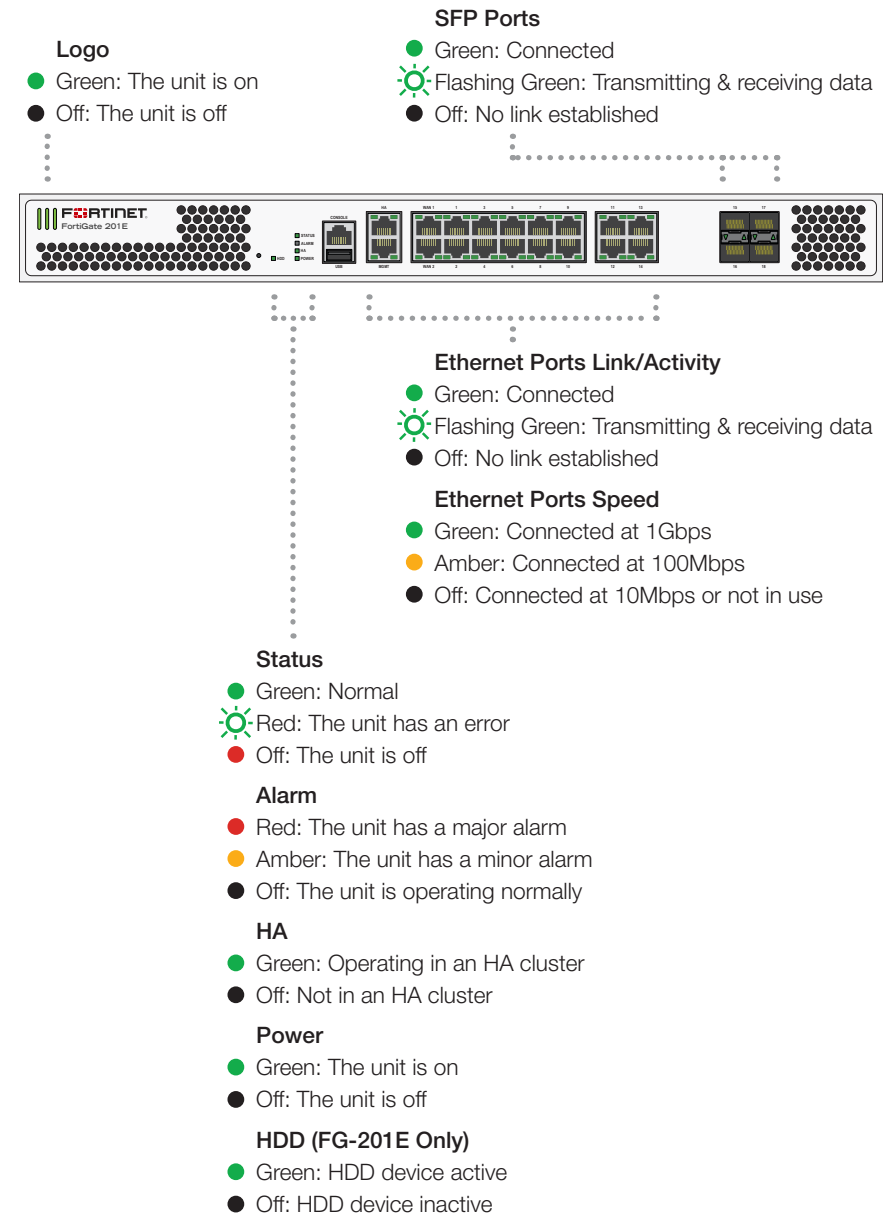 SFP Ports
Green: Connected
Flashing Green: Transmitting & receiving data
Off: No link established
Logo
Green: The unit is on
Off: The unit is off
FORTINET
FortiGate 201E
STATUS
ALARM
HA
POWER
HDD
CONSOLE
USB
HA WAN 1 1 3 5 7 9 11 13 15 17
MGMT WAN 2 2 4 6 8 10 12 14 16 18
Ethernet Ports Link/Activity
Green: Connected
Flashing Green: Transmitting & receiving data
Off: No link established
Ethernet Ports Speed
Green: Connected at 1Gbps
Amber: Connected at 100Mbps
Off: Connected at 10Mbps or not in use
Status
Green: Normal
Red: The unit has an error
Off: The unit is off
Alarm
Red: The unit has a major alarm
Amber: The unit has a minor alarm
Off: The unit is operating normally
HA
Green: Operating in an HA cluster
Off: Not in an HA cluster
Power
Green: The unit is on
Off: The unit is off
HDD (FG-201E Only)
Green: HDD device active
Off: HDD device inactive